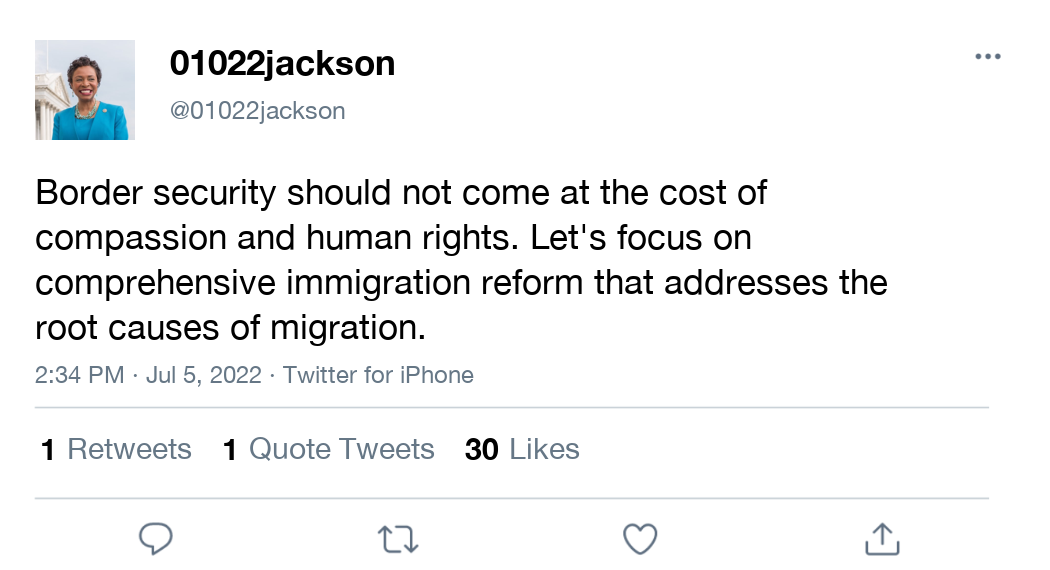 01022jackson
@01022jackson
Border security should not come at the cost of
compassion and human rights. Let's focus on
comprehensive immigration reform that addresses the
root causes of migration.
2:34 PM · Jul 5, 2022 · Twitter for iPhone
1 Retweets 1 Quote Tweets 30 Likes